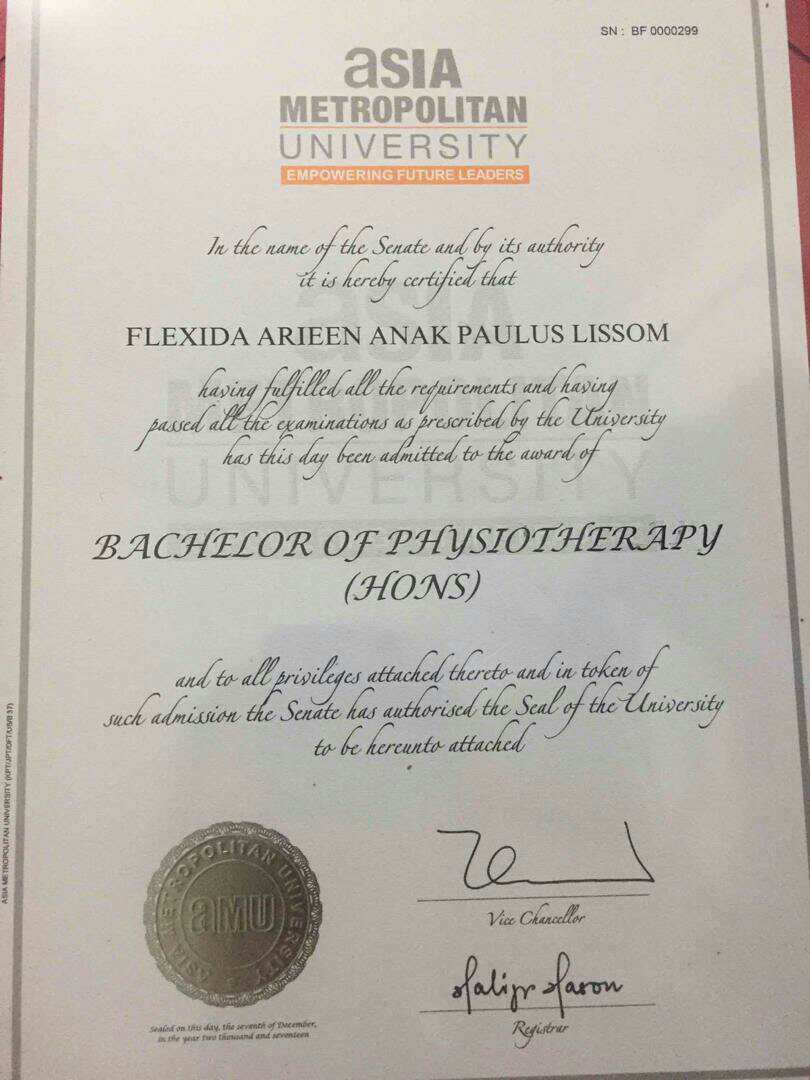 SN : BF 0000299
asia
METROPOLITAN
UNIVERSITY
EMPOWERING FUTURE LEADERS
In the name of the Senate and by its authority
it is hereby certified that
FLEXIDA ARIEEN ANAK PAULUS LISSOM
having fulfilled all the requirements and having
passed all the examinations as prescribed by the University
has this day been admitted to the award of
BACHELOR OF PHYSIOTHERAPY
(HONS)
and to all privileges attached thereto and in token of
such admission the Senate has authorised the Seal of the University
to be hereunto attached
ASIA METROPOLITAN UNIVERSITY
aMU
Vice Chancellor
Registrar
Sealed on this day, the seventh of December,
in the year two thousand and seventeen
ASIA METROPOLITAN UNIVERSITY